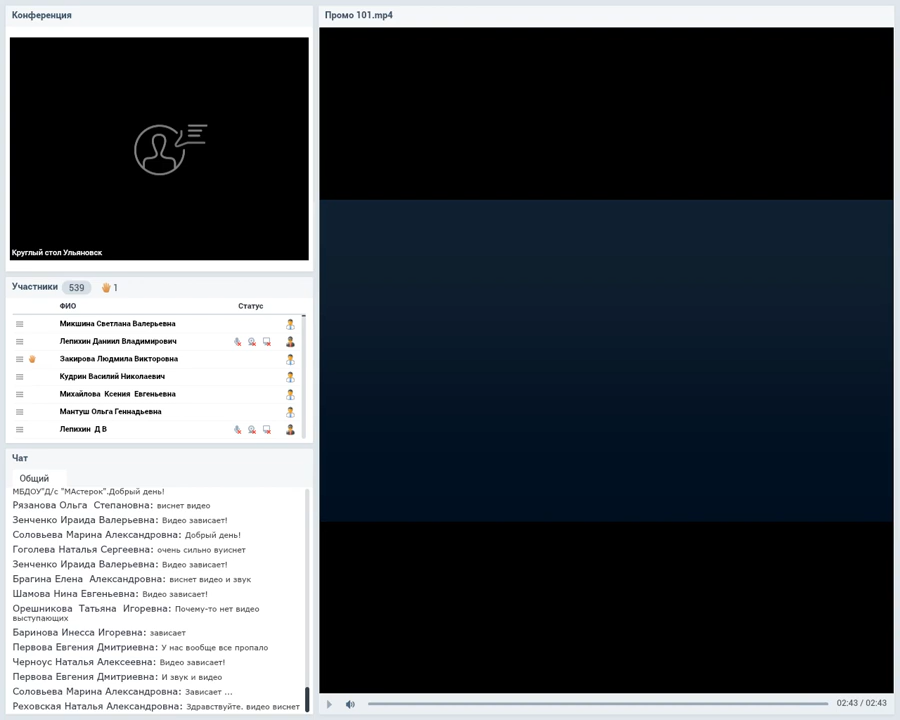 Конференция
Круглый стол Ульяновск
Участники 539 1
ФИО Статус
Микшина Светлана Валерьевна
Лепихин Даниил Владимирович
Закирова Людмила Викторовна
Кудрин Василий Николаевич
Михайлова Ксения Евгеньевна
Мантуш Ольга Геннадьевна
Лепихин Д В
Чат
Общий
МБДОУ"Д/с "МАстерок".Добрый день!
Рязанова Ольга Степановна: виснет видео
Зенченко Ираида Валерьевна: Видео зависает!
Соловьева Марина Александровна: Добрый день!
Гоголева Наталья Сергеевна: очень сильно вуиснет
Зенченко Ираида Валерьевна: Видео зависает!
Брагина Елена Александровна: виснет видео и звук
Шамова Нина Евгеньевна: Видео зависает!
Орешникова Татьяна Игоревна: Почему-то нет видео
выступающих
Баринова Инесса Игоревна: зависает
Первова Евгения Дмитриевна: У нас вообще все пропало
Черноус Наталья Алексеевна: Видео зависает!
Первова Евгения Дмитриевна: И звук и видео
Соловьева Марина Александровна: Зависает ...
Реховская Наталья Александровна: Здравствуйте. видео виснет
Промо 101.mp4
02:43 / 02:43